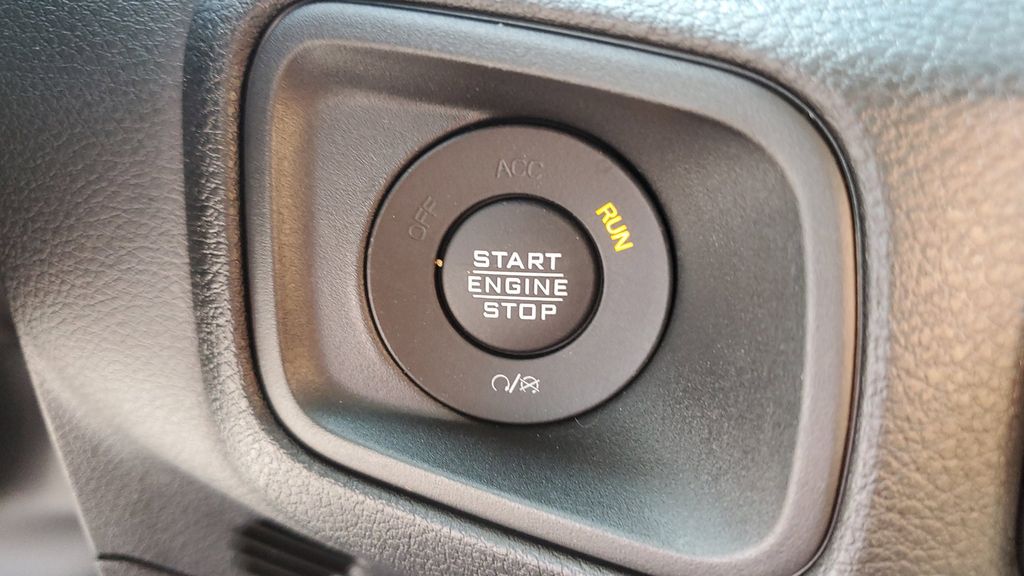 ACC
OFF
RUN
START
ENGINE
STOP